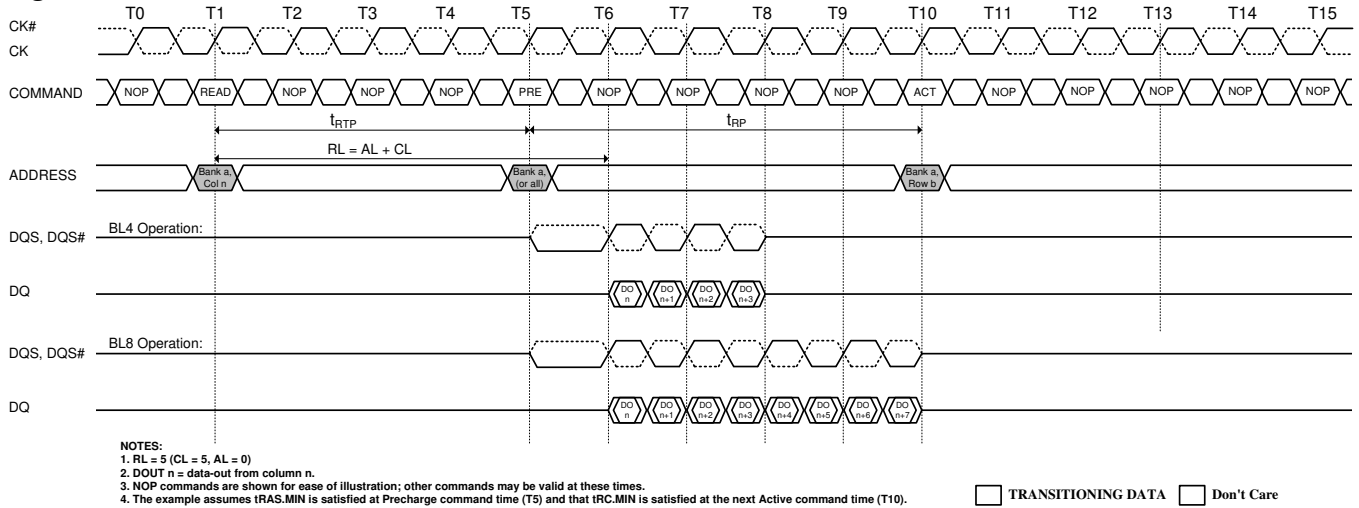 T0 T1 T2 T3 T4 T5 T6 T7 T8 T9 T10 T11 T12 T13 T14 T15
CK#
CK
COMMAND NOP READ NOP NOP NOP PRE NOP NOP NOP NOP ACT NOP NOP NOP NOP NOP
tRTP tRP
RL = AL + CL
ADDRESS
Bank a, Bank a, Bank a,
Col n (or all) Row b
BL4 Operation:
DQS, DQS#
DQ
DO DO DO DO
n n+1 n+2 n+3
BL8 Operation:
DQS, DQS#
DQ
DO DO DO DO DO DO DO DO
n n+1 n+2 n+3 n+4 n+5 n+6 n+7
NOTES:
1. RL = 5 (CL = 5, AL = 0)
2. DOUT n = data-out from column n.
3. NOP commands are shown for ease of illustration; other commands may be valid at these times.
4. The example assumes tRAS.MIN is satisfied at Precharge command time (T5) and that tRC.MIN is satisfied at the next Active command time (T10).
TRANSITIONING DATA Don't Care